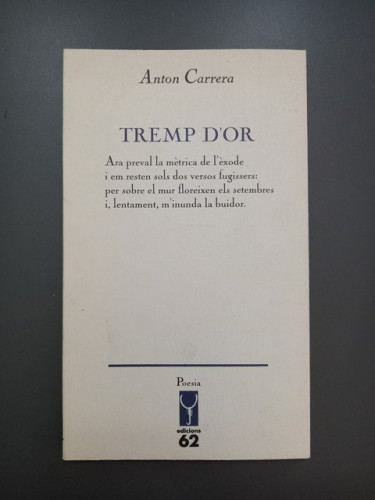 Anton Carrera
TREMP D'OR
Ara preval la mètrica de l'èxode
i em resten sols dos versos fugissers:
per sobre el mur floreixen els setembres
i, lentament, m'inunda la buidor.
Poesia
edicions
62